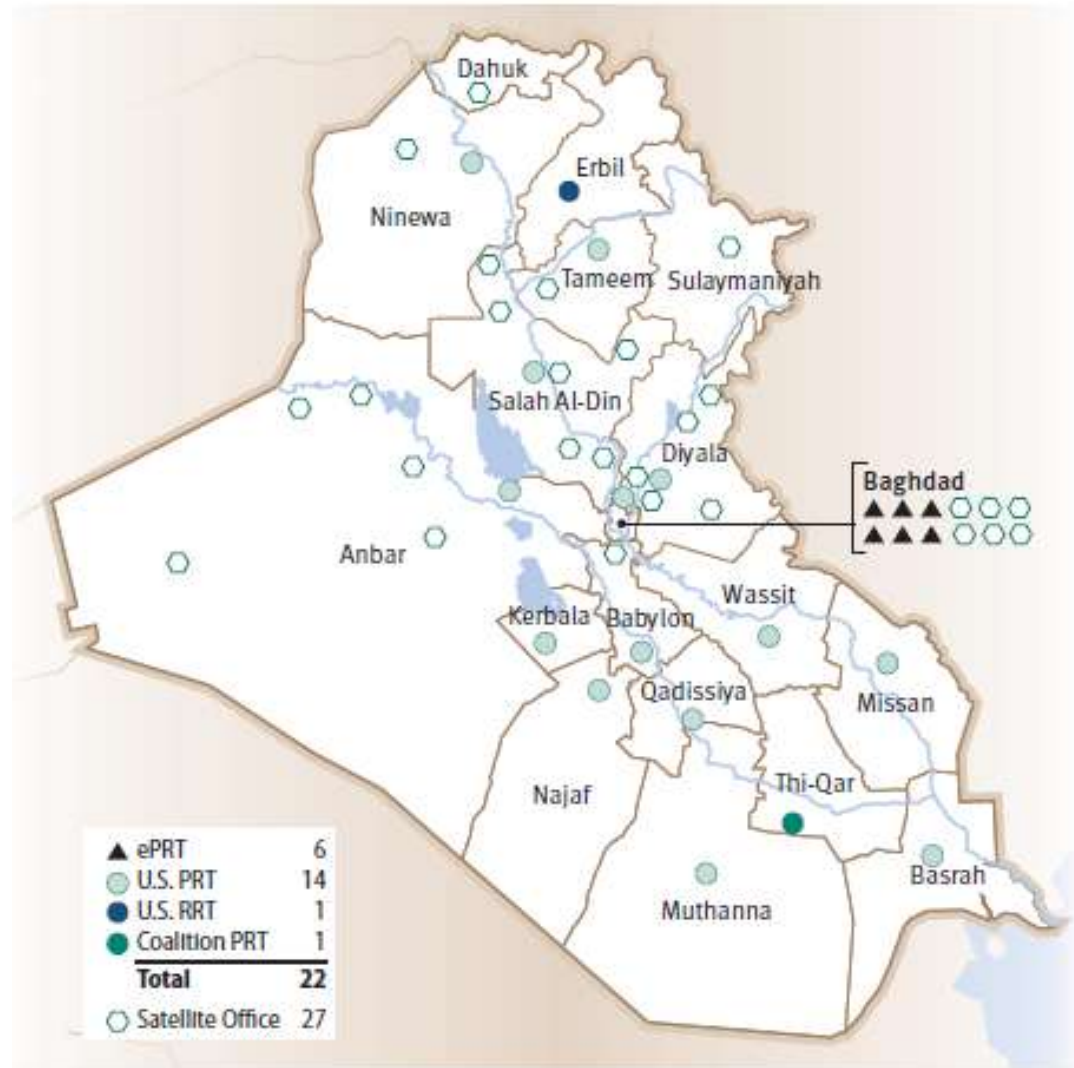 Dahuk
Erbil
Ninewa
Tameem
Sulaymaniyah
Salah Al-Din
Diyala
Baghdad
Anbar
Wassit
Kerbala
Babylon
Qadissiya
Missan
Thi-Qar
Najaf
Basrah
Muthanna
ePRT 6
U.S. PRT 14
U.S. RRT 1
Coalition PRT 1
Total 22
Satellite Office 27